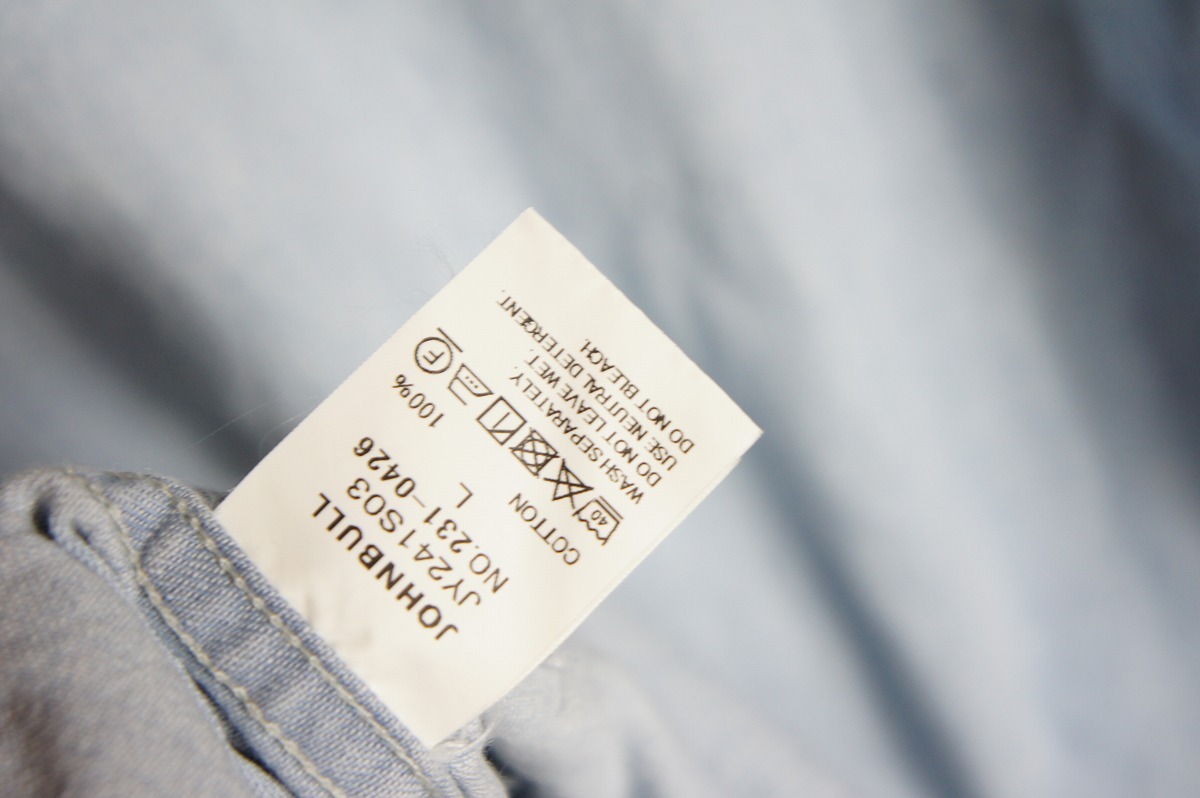 JOHNBULL
JY241S03
NO.231-0426
L
COTTON 100%
40 F
WASH SEPARATELY.
DO NOT LEAVE WET.
USE NEUTRAL DETERGENT.
DO NOT BLEACH.